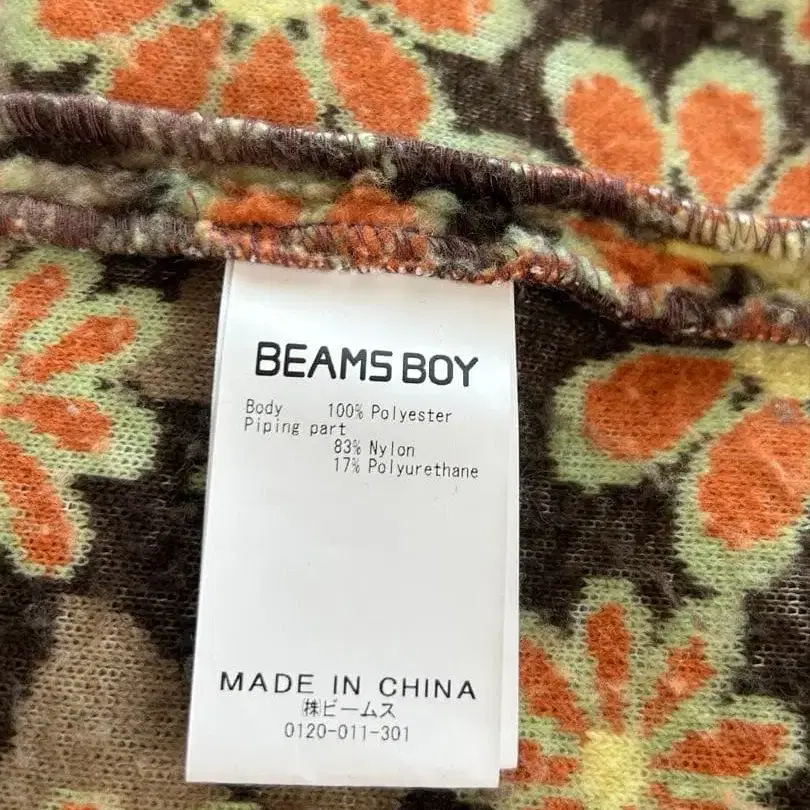 BEAMS BOY
Body 100% Polyester
Piping part
83% Nylon
17% Polyurethane
MADE IN CHINA
㈱ビームス
0120-011-301